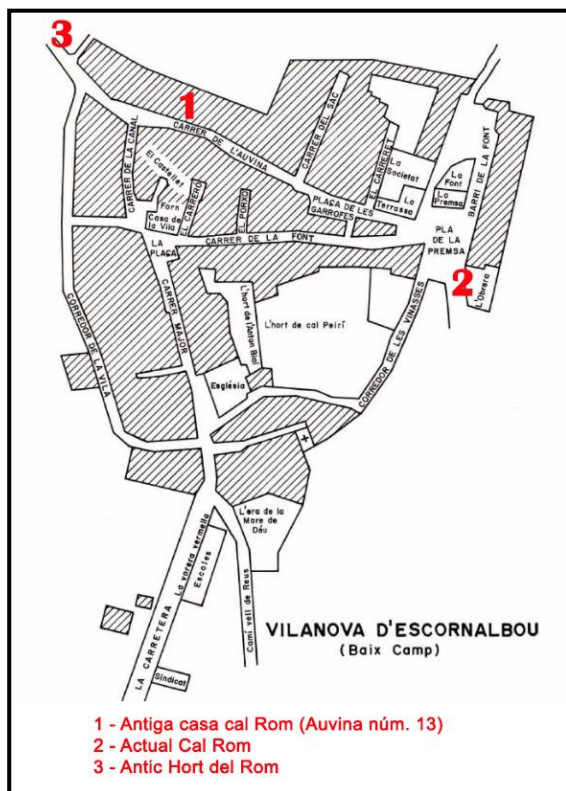 3
1
CARRER DEL SAC
CARRER DE L'AUVINA
CARRER DE LA CANAL
El Castellet
EL CARRERÓ
Forn
Casa de
la Vila
EL PORXO
EL CARRERET
La
Societat
La
Terrassa
PLAÇA DE LES
GARROFES
La
Font
La
Premsa
BARRI DE LA FONT
LA
PLAÇA
CARRER DE LA FONT
PLA
DE LA
PREMSA
2
L'Obrera
CARRER MAJOR
CORREDOR DE LA VILA
L'hort de l'Anton Blai
L'hort de cal Peirí
CORREDOR DE LES VINASSES
Església
+
L'era de la
Mare de
Déu
La vorera vermella
Escoles
Camí vell de Reus
LA CARRETERA
Sindicat
VILANOVA D'ESCORNALBOU
(Baix Camp)
1 - Antiga casa cal Rom (Auvina núm. 13)
2 - Actual Cal Rom
3 - Antic Hort del Rom